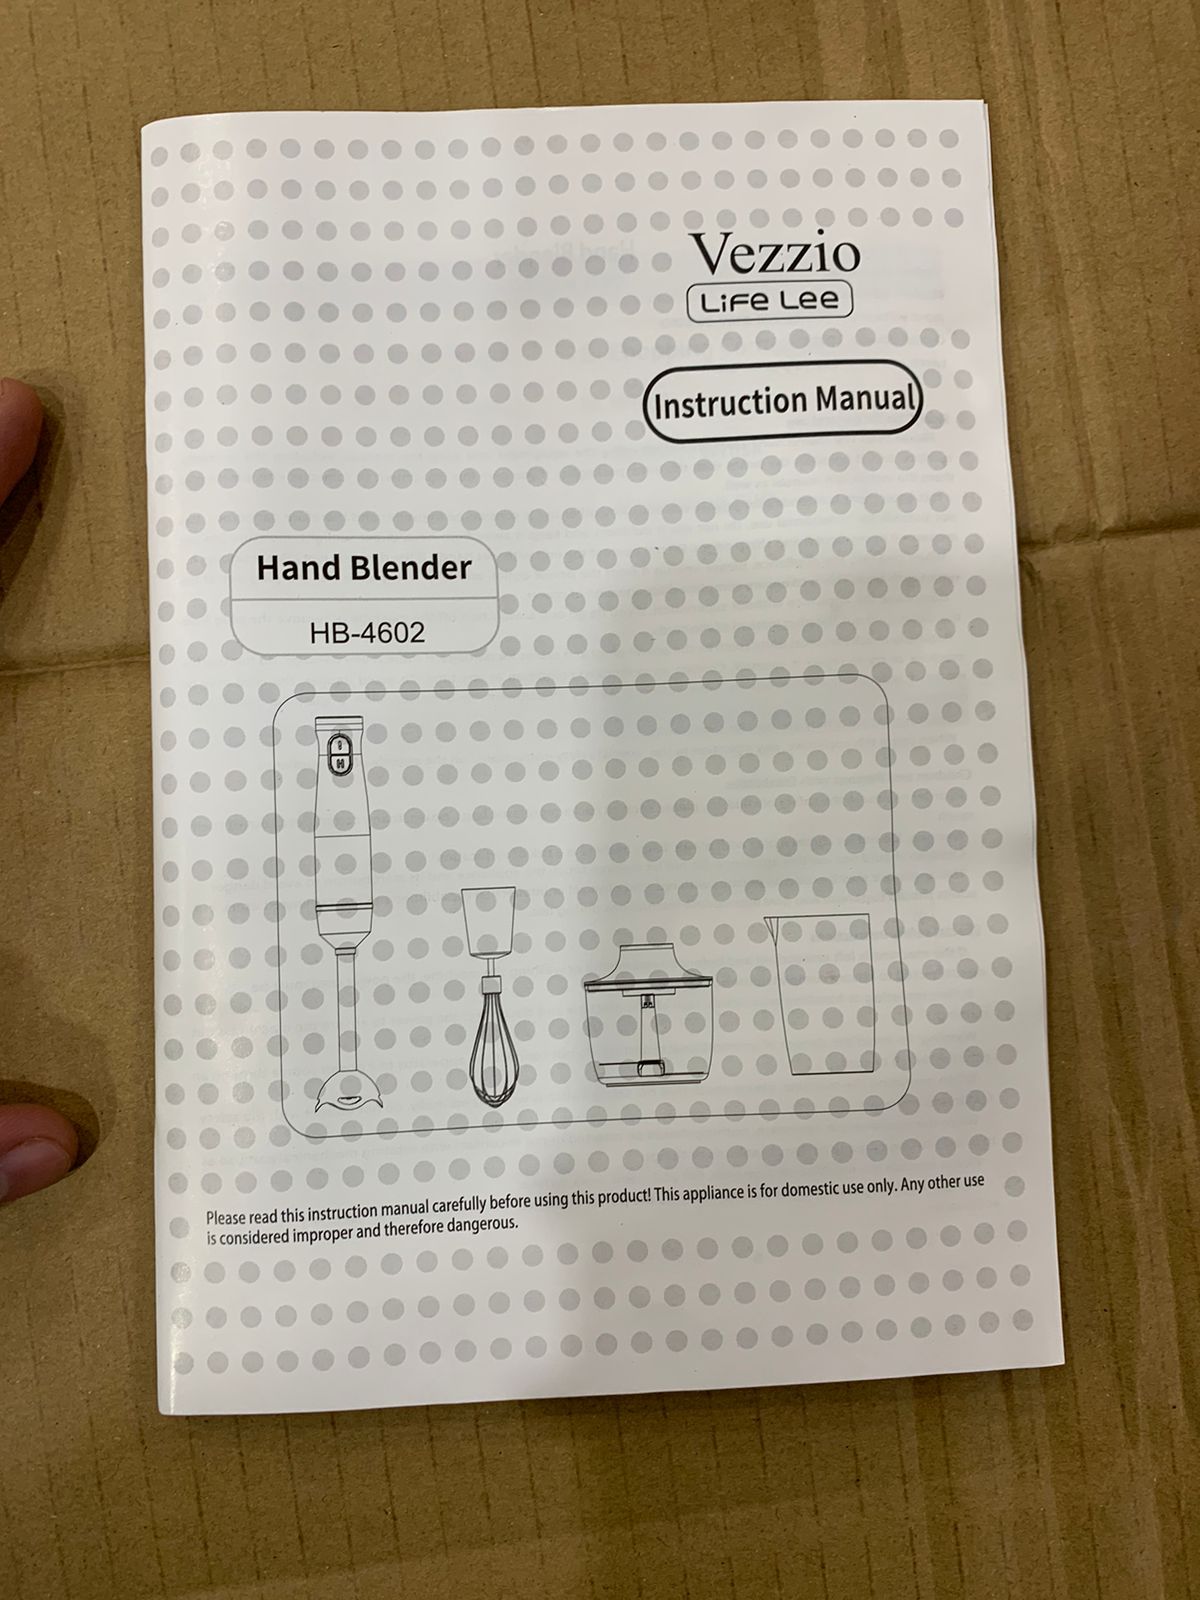 Vezzio
Life Lee
Instruction Manual
Hand Blender
HB-4602
I
II
Please read this instruction manual carefully before using this product! This appliance is for domestic use only. Any other use
is considered improper and therefore dangerous.